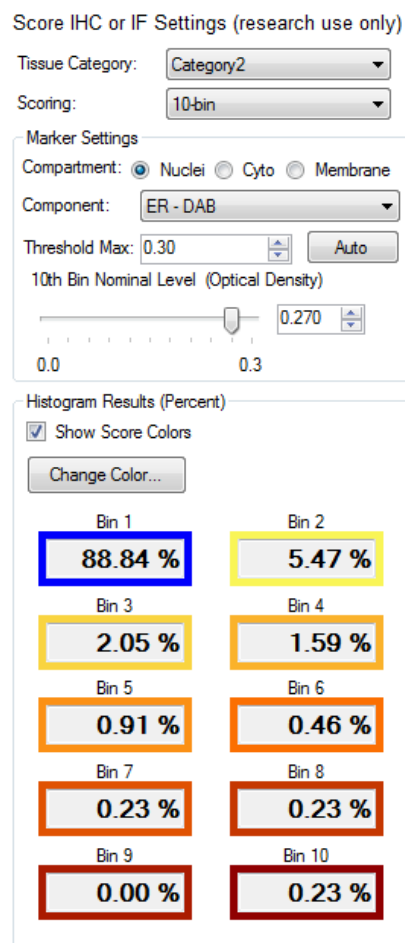 Score IHC or IF Settings (research use only)
Tissue Category: Category2
Scoring: 10-bin
Marker Settings
Compartment: Nuclei Cyto Membrane
Component: ER - DAB
Threshold Max: 0.30 Auto
10th Bin Nominal Level (Optical Density)
0.270
0.0 0.3
Histogram Results (Percent)
Show Score Colors
Change Color...
Bin 1 Bin 2
88.84 % 5.47 %
Bin 3 Bin 4
2.05 % 1.59 %
Bin 5 Bin 6
0.91 % 0.46 %
Bin 7 Bin 8
0.23 % 0.23 %
Bin 9 Bin 10
0.00 % 0.23 %